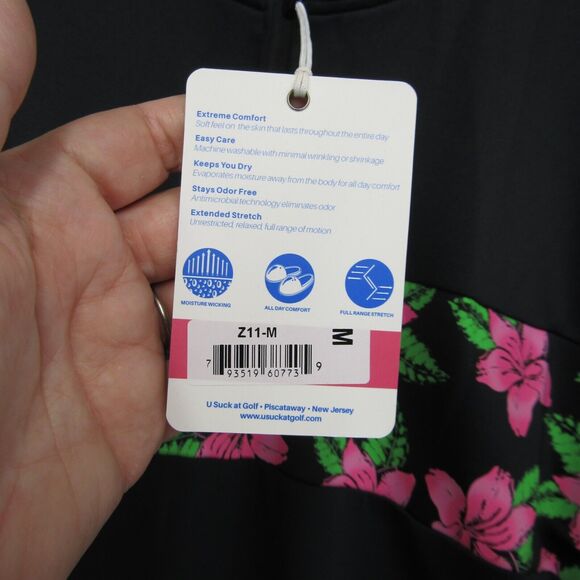 Extreme Comfort
Soft feel on the skin that lasts throughout the entire day
Easy Care
Machine washable with minimal wrinkling or shrinkage
Keeps You Dry
Evaporates moisture away from the body for all day comfort
Stays Odor Free
Antimicrobial technology eliminates odor
Extended Stretch
Unrestricted, relaxed, full range of motion
MOISTURE WICKING
ALL DAY COMFORT
FULL RANGE STRETCH
Z11-M
M
7 93519 60773 9
U Suck at Golf • Piscataway • New Jersey
www.usuckatgolf.com